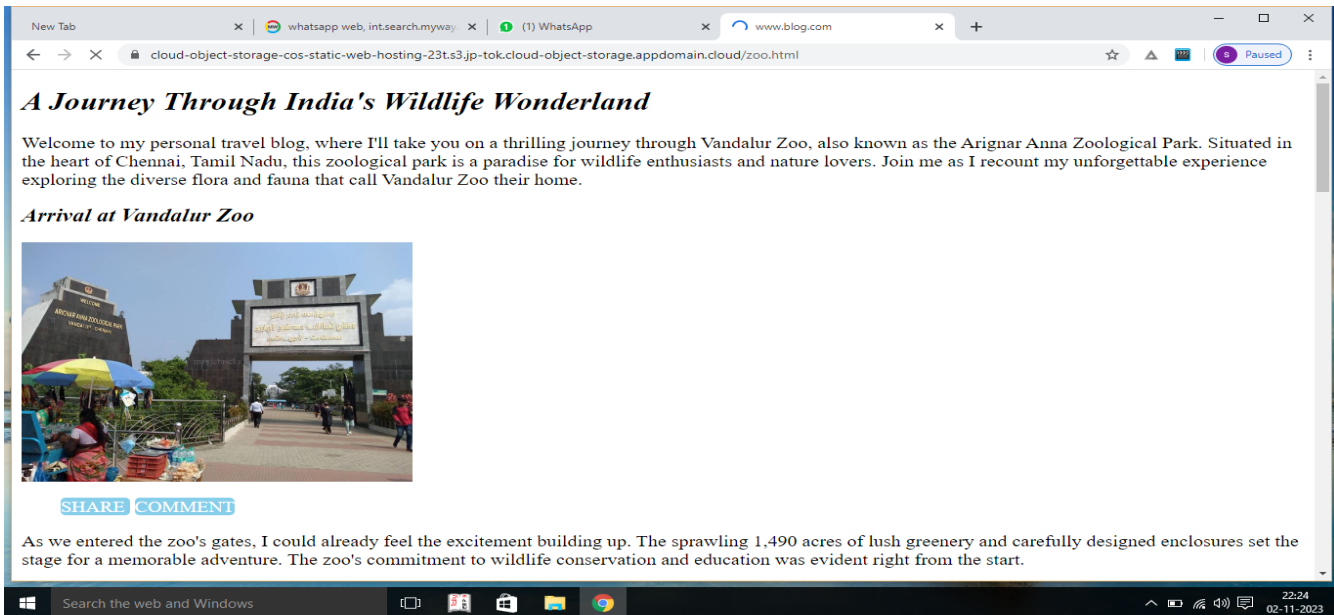 New Tab
whatsapp web, int.search.myway.
(1) WhatsApp
www.blog.com
cloud-object-storage-cos-static-web-hosting-23t.s3.jp-tok.cloud-object-storage.appdomain.cloud/zoo.html
S Paused
A Journey Through India's Wildlife Wonderland
Welcome to my personal travel blog, where I'll take you on a thrilling journey through Vandalur Zoo, also known as the Arignar Anna Zoological Park. Situated in
the heart of Chennai, Tamil Nadu, this zoological park is a paradise for wildlife enthusiasts and nature lovers. Join me as I recount my unforgettable experience
exploring the diverse flora and fauna that call Vandalur Zoo their home.
Arrival at Vandalur Zoo
WELCOME
ARIGNAR ANNA ZOOLOGICAL PARK
SHARE COMMENT
As we entered the zoo's gates, I could already feel the excitement building up. The sprawling 1,490 acres of lush greenery and carefully designed enclosures set the
stage for a memorable adventure. The zoo's commitment to wildlife conservation and education was evident right from the start.
Search the web and Windows
22:24
02-11-2023